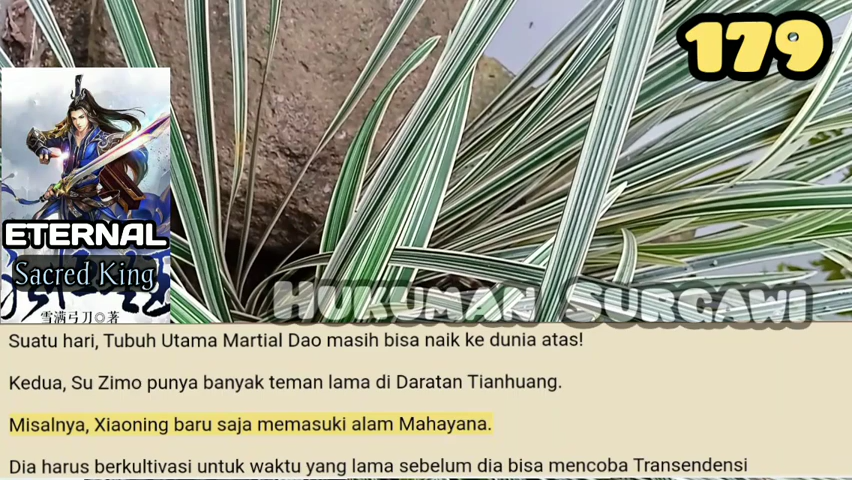 179
ETERNAL
Sacred King
雪满弓刀◎著
Hukuman Surgawi
Suatu hari, Tubuh Utama Martial Dao masih bisa naik ke dunia atas!
Kedua, Su Zimo punya banyak teman lama di Daratan Tianhuang.
Misalnya, Xiaoning baru saja memasuki alam Mahayana.
Dia harus berkultivasi untuk waktu yang lama sebelum dia bisa mencoba Transendensi